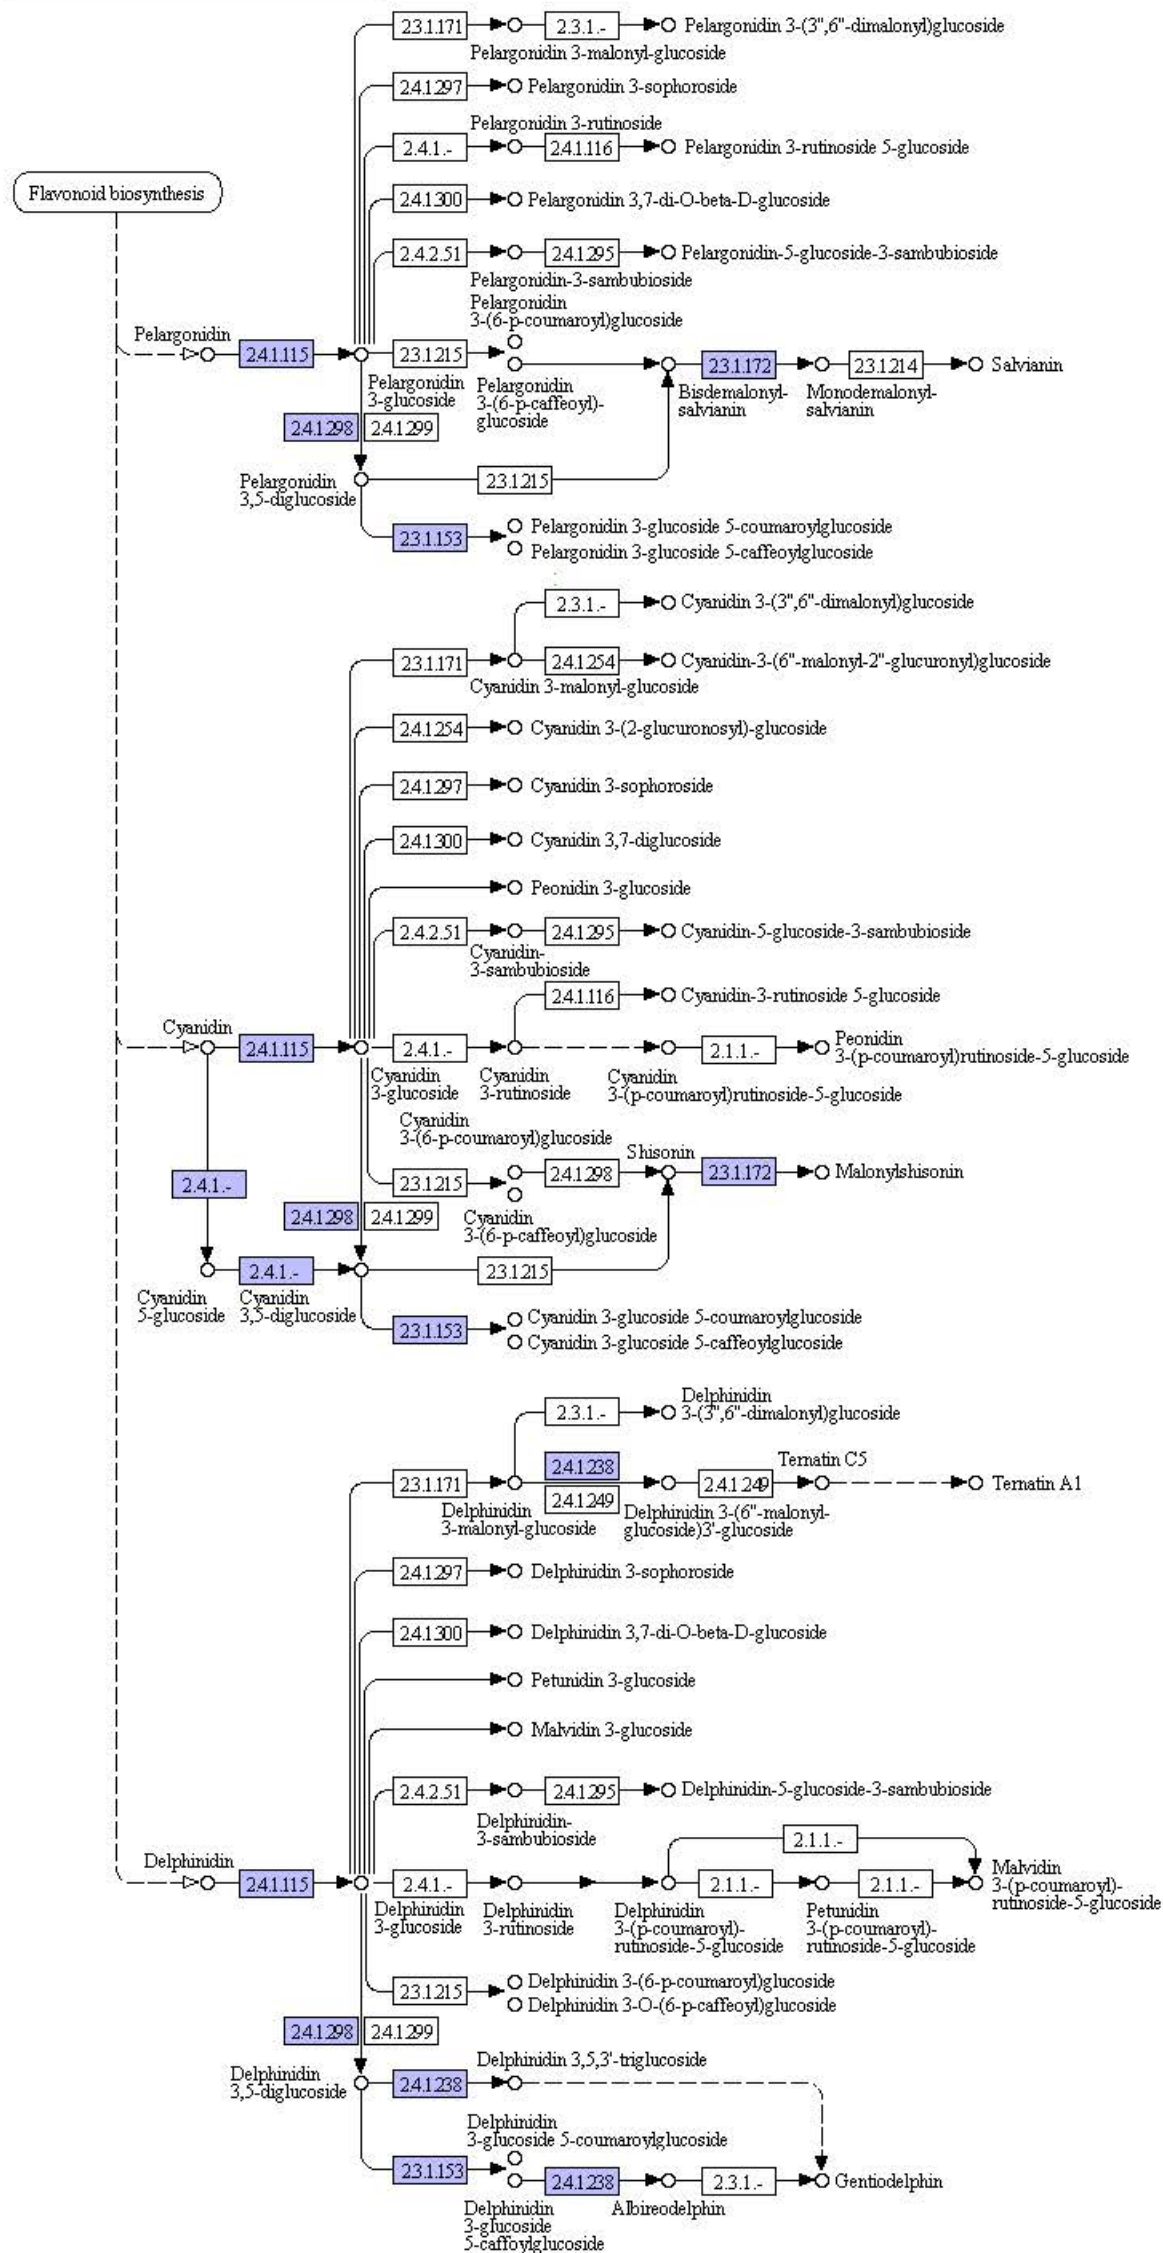 2.3.1.171
2.3.1.-
Pelargonidin 3-(3",6"-dimalonyl)glucoside
Pelargonidin 3-malonyl-glucoside
2.4.1.297
Pelargonidin 3-sophoroside
Pelargonidin 3-rutinoside
2.4.1.-
2.4.1.116
Pelargonidin 3-rutinoside 5-glucoside
Flavonoid biosynthesis
2.4.1.300
Pelargonidin 3,7-di-O-beta-D-glucoside
2.4.2.51
2.4.1.295
Pelargonidin-5-glucoside-3-sambubioside
Pelargonidin-3-sambubioside
Pelargonidin
3-(6-p-coumaroyl)glucoside
Pelargonidin
2.4.1.115
2.3.1.215
2.3.1.172
2.3.1.214
Salvianin
Pelargonidin
3-glucoside
Pelargonidin
3-(6-p-caffeoyl)-
glucoside
Bisdemalonyl-
salvianin
Monodemalonyl-
salvianin
2.4.1.298
2.4.1.299
Pelargonidin
3,5-diglucoside
2.3.1.215
2.3.1.153
Pelargonidin 3-glucoside 5-coumaroylglucoside
Pelargonidin 3-glucoside 5-caffeoylglucoside
2.3.1.-
Cyanidin 3-(3",6"-dimalonyl)glucoside
2.3.1.171
2.4.1.254
Cyanidin-3-(6"-malonyl-2"-glucuronyl)glucoside
Cyanidin 3-malonyl-glucoside
2.4.1.254
Cyanidin 3-(2-glucuronosyl)-glucoside
2.4.1.297
Cyanidin 3-sophoroside
2.4.1.300
Cyanidin 3,7-diglucoside
Peonidin 3-glucoside
2.4.2.51
2.4.1.295
Cyanidin-5-glucoside-3-sambubioside
Cyanidin-
3-sambubioside
2.4.1.116
Cyanidin-3-rutinoside 5-glucoside
Cyanidin
2.4.1.115
2.4.1.-
2.1.1.-
Peonidin
3-(p-coumaroyl)rutinoside-5-glucoside
Cyanidin
3-glucoside
Cyanidin
3-rutinoside
Cyanidin
3-(p-coumaroyl)rutinoside-5-glucoside
Cyanidin
3-(6-p-coumaroyl)glucoside
Shisonin
2.4.1.-
2.3.1.215
2.4.1.298
2.3.1.172
Malonylshisonin
2.4.1.298
2.4.1.299
Cyanidin
3-(6-p-caffeoyl)glucoside
2.4.1.-
2.3.1.215
Cyanidin
5-glucoside
Cyanidin
3,5-diglucoside
2.3.1.153
Cyanidin 3-glucoside 5-coumaroylglucoside
Cyanidin 3-glucoside 5-caffeoylglucoside
2.3.1.-
Delphinidin
3-(3",6"-dimalonyl)glucoside
2.3.1.171
2.4.1.238
2.4.1.249
2.4.1.249
Ternatin C5
Ternatin A1
Delphinidin
3-malonyl-glucoside
Delphinidin 3-(6"-malonyl-
glucoside)3'-glucoside
2.4.1.297
Delphinidin 3-sophoroside
2.4.1.300
Delphinidin 3,7-di-O-beta-D-glucoside
Petunidin 3-glucoside
Malvidin 3-glucoside
2.4.2.51
2.4.1.295
Delphinidin-5-glucoside-3-sambubioside
Delphinidin-
3-sambubioside
2.1.1.-
Delphinidin
2.4.1.115
2.4.1.-
2.1.1.-
2.1.1.-
Malvidin
3-(p-coumaroyl)-
rutinoside-5-glucoside
Delphinidin
3-glucoside
Delphinidin
3-rutinoside
Delphinidin
3-(p-coumaroyl)-
rutinoside-5-glucoside
Petunidin
3-(p-coumaroyl)-
rutinoside-5-glucoside
2.3.1.215
Delphinidin 3-(6-p-coumaroyl)glucoside
Delphinidin 3-O-(6-p-caffeoyl)glucoside
2.4.1.298
2.4.1.299
Delphinidin 3,5,3'-triglucoside
Delphinidin
3,5-diglucoside
2.4.1.238
Delphinidin
3-glucoside 5-coumaroylglucoside
2.3.1.153
2.4.1.238
2.3.1.-
Gentiodelphin
Delphinidin
3-glucoside
5-caffoylglucoside
Albireodelphin